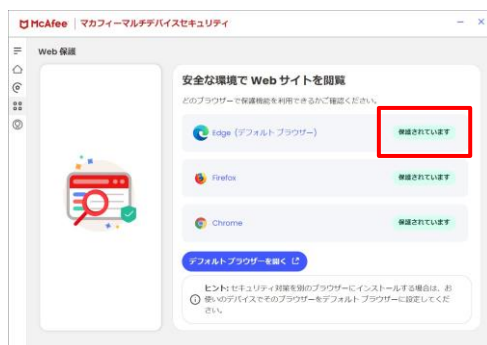 McAfee マカフィーマルチデバイスセキュリティ
Web 保護
安全な環境で Web サイトを閲覧
どのブラウザーで保護機能を利用できるかご確認ください。
Edge (デフォルト ブラウザー) 保護されています
Firefox 保護されています
Chrome 保護されています
デフォルトブラウザーを開く
ヒント: セキュリティ対策を別のブラウザーにインストールする場合は、お
使いのデバイスでそのブラウザーをデフォルト ブラウザーに設定してくだ
さい。